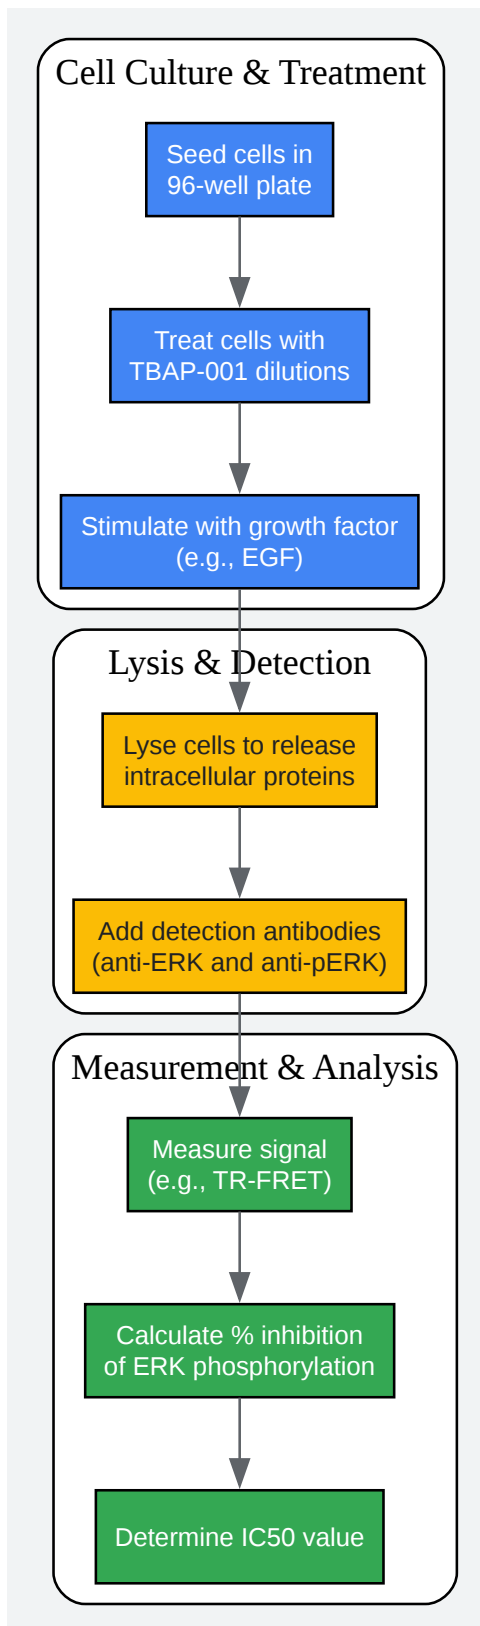 Cell Culture & Treatment
Seed cells in
96-well plate
Treat cells with
TBAP-001 dilutions
Stimulate with growth factor
(e.g., EGF)
Lysis & Detection
Lyse cells to release
intracellular proteins
Add detection antibodies
(anti-ERK and anti-pERK)
Measurement & Analysis
Measure signal
(e.g., TR-FRET)
Calculate % inhibition
of ERK phosphorylation
Determine IC50 value